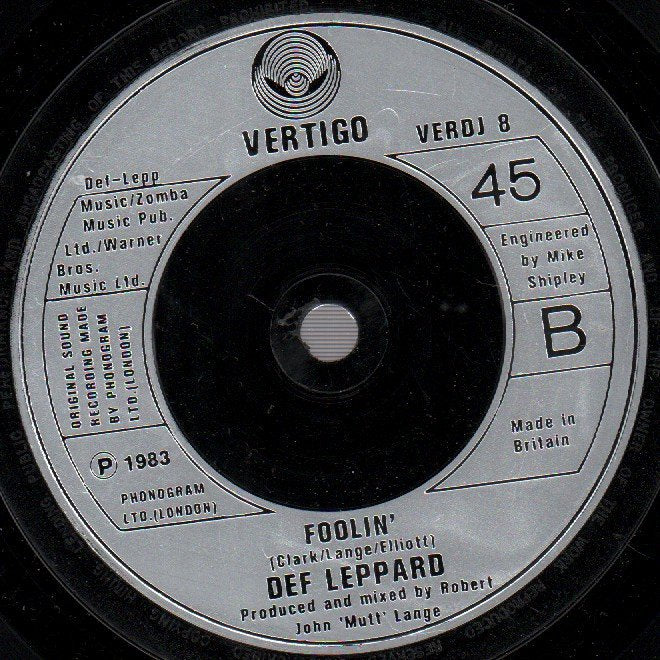 VERTIGO
VERDJ 8
45
Engineered
by Mike
Shipley
B
Made in
Britain
Def-Lepp
Music/Zomba
Music Pub.
Ltd./Warner
Bros.
Music Ltd.
ORIGINAL SOUND
RECORDING MADE
BY PHONOGRAM
LTD.(LONDON)
Ⓟ 1983
PHONOGRAM
LTD.(LONDON)
FOOLIN'
(Clark/Lange/Elliott)
DEF LEPPARD
Produced and mixed by Robert
John 'Mutt' Lange